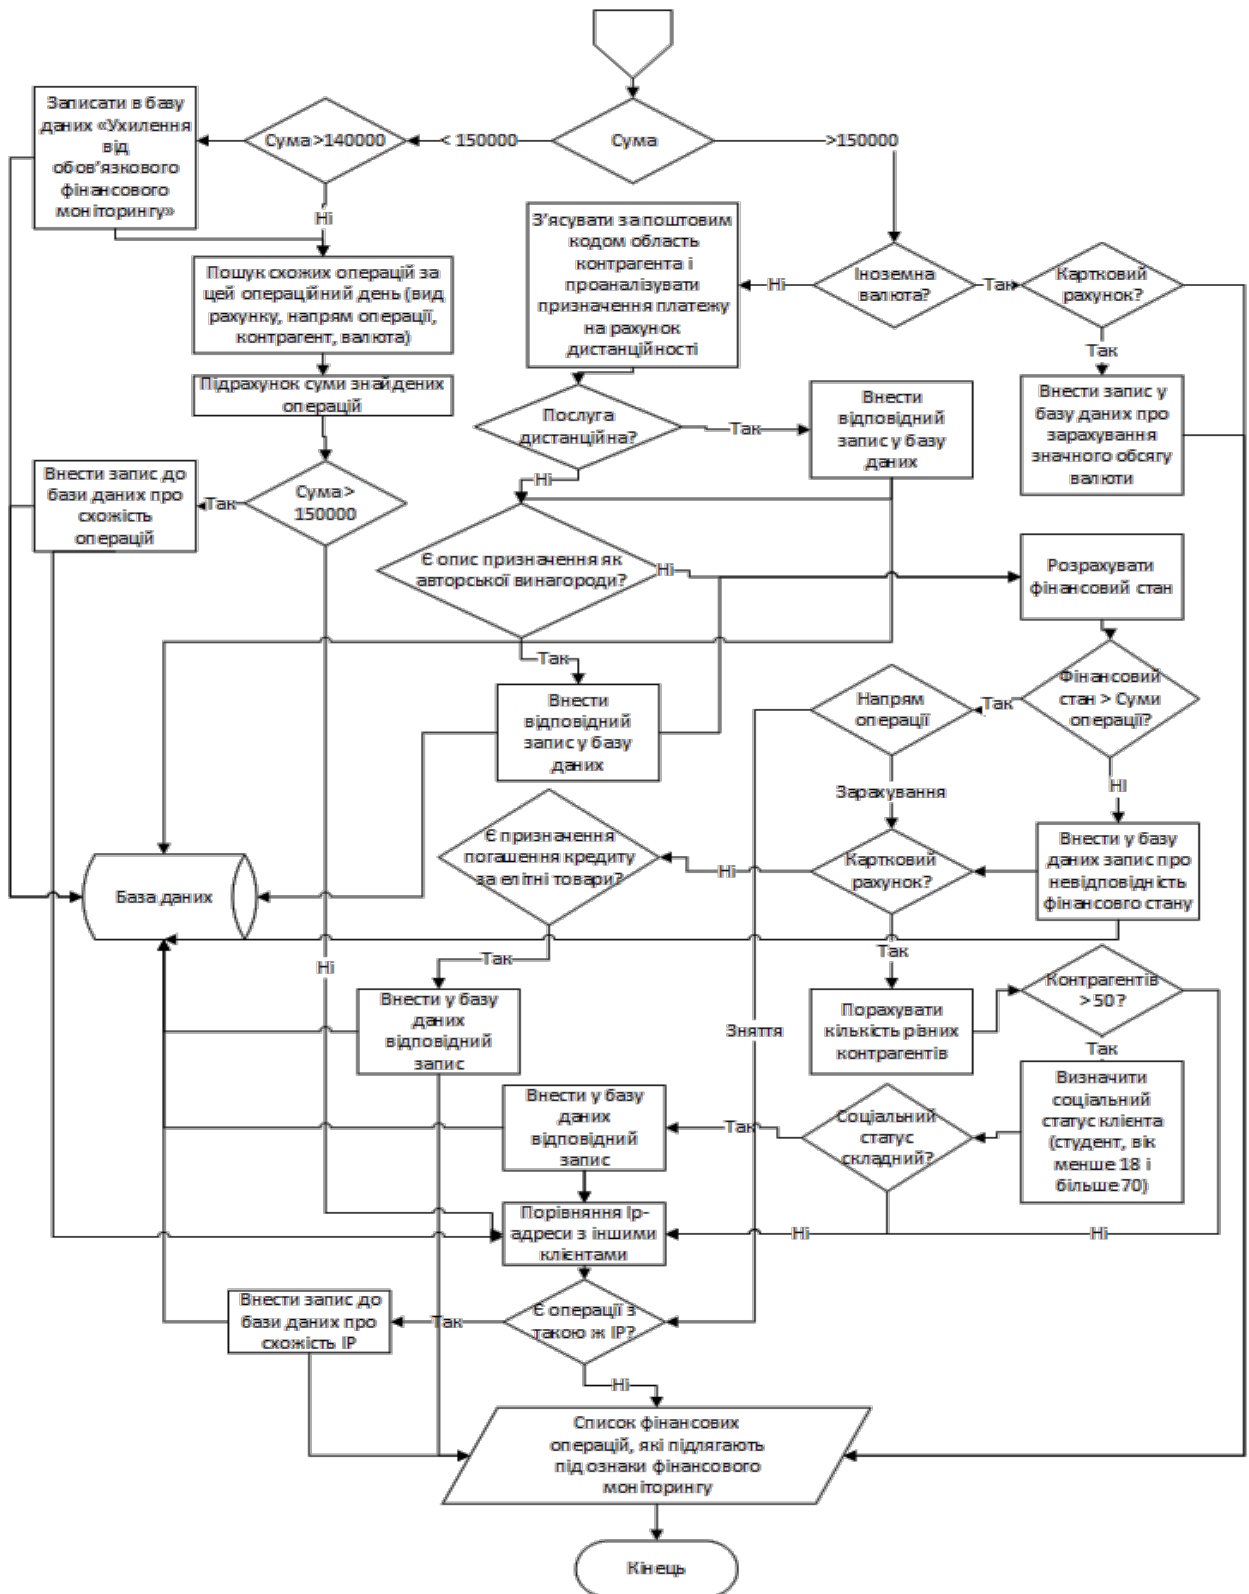 Записати в базу
даних «Ухилення
від
обов'язкового
фінансового
моніторингу»
Сума >140000
< 150000
Сума
>150000
Ні
З'ясувати за поштовим
кодом область
контрагента і
проаналізувати
призначення платежу
на рахунок
дистанційності
Ні
Іноземна
валюта?
Так
Картковий
рахунок?
Пошук схожих операцій за
цей операційний день (вид
рахунку, напрям операції,
контрагент, валюта)
Так
Підрахунок суми знайдених
операцій
Послуга
дистанційна?
Так
Внести
відповідний
запис у базу
даних
Внести запис у
базу даних про
зарахування
значного обсягу
валюти
Внести запис до
бази даних про
схожість
операцій
Так
Сума >
150000
Ні
Є опис призначення як
авторської винагороди?
Ні
Розрахувати
фінансовий стан
Так
Внести
відповідний
запис у базу
даних
Напрям
операції
Так
Фінансовий
стан > Суми
операції?
Зарахування
Ні
Є призначення
погашення кредиту
за елітні товари?
Ні
Картковий
рахунок?
Внести у базу
даних запис про
невідповідність
фінансовго стану
База даних
Так
Так
Ні
Внести у базу
даних
відповідний
запис
Зняття
Порахувати
кількість різних
контрагентів
Контрагентів
> 50?
Так
Внести у базу
даних
відповідний
запис
Так
Соціальний
статус
складний?
Визначити
соціальний
статус клієнта
(студент, вік
менше 18 і
більше 70)
Порівняння Ір-
адреси з іншими
клієнтами
Ні
Ні
Внести запис до
бази даних про
схожість ІР
Так
Є операції з
такою ж ІР?
Ні
Список фінансових
операцій, які підлягають
під ознаки фінансового
моніторингу
Кінець